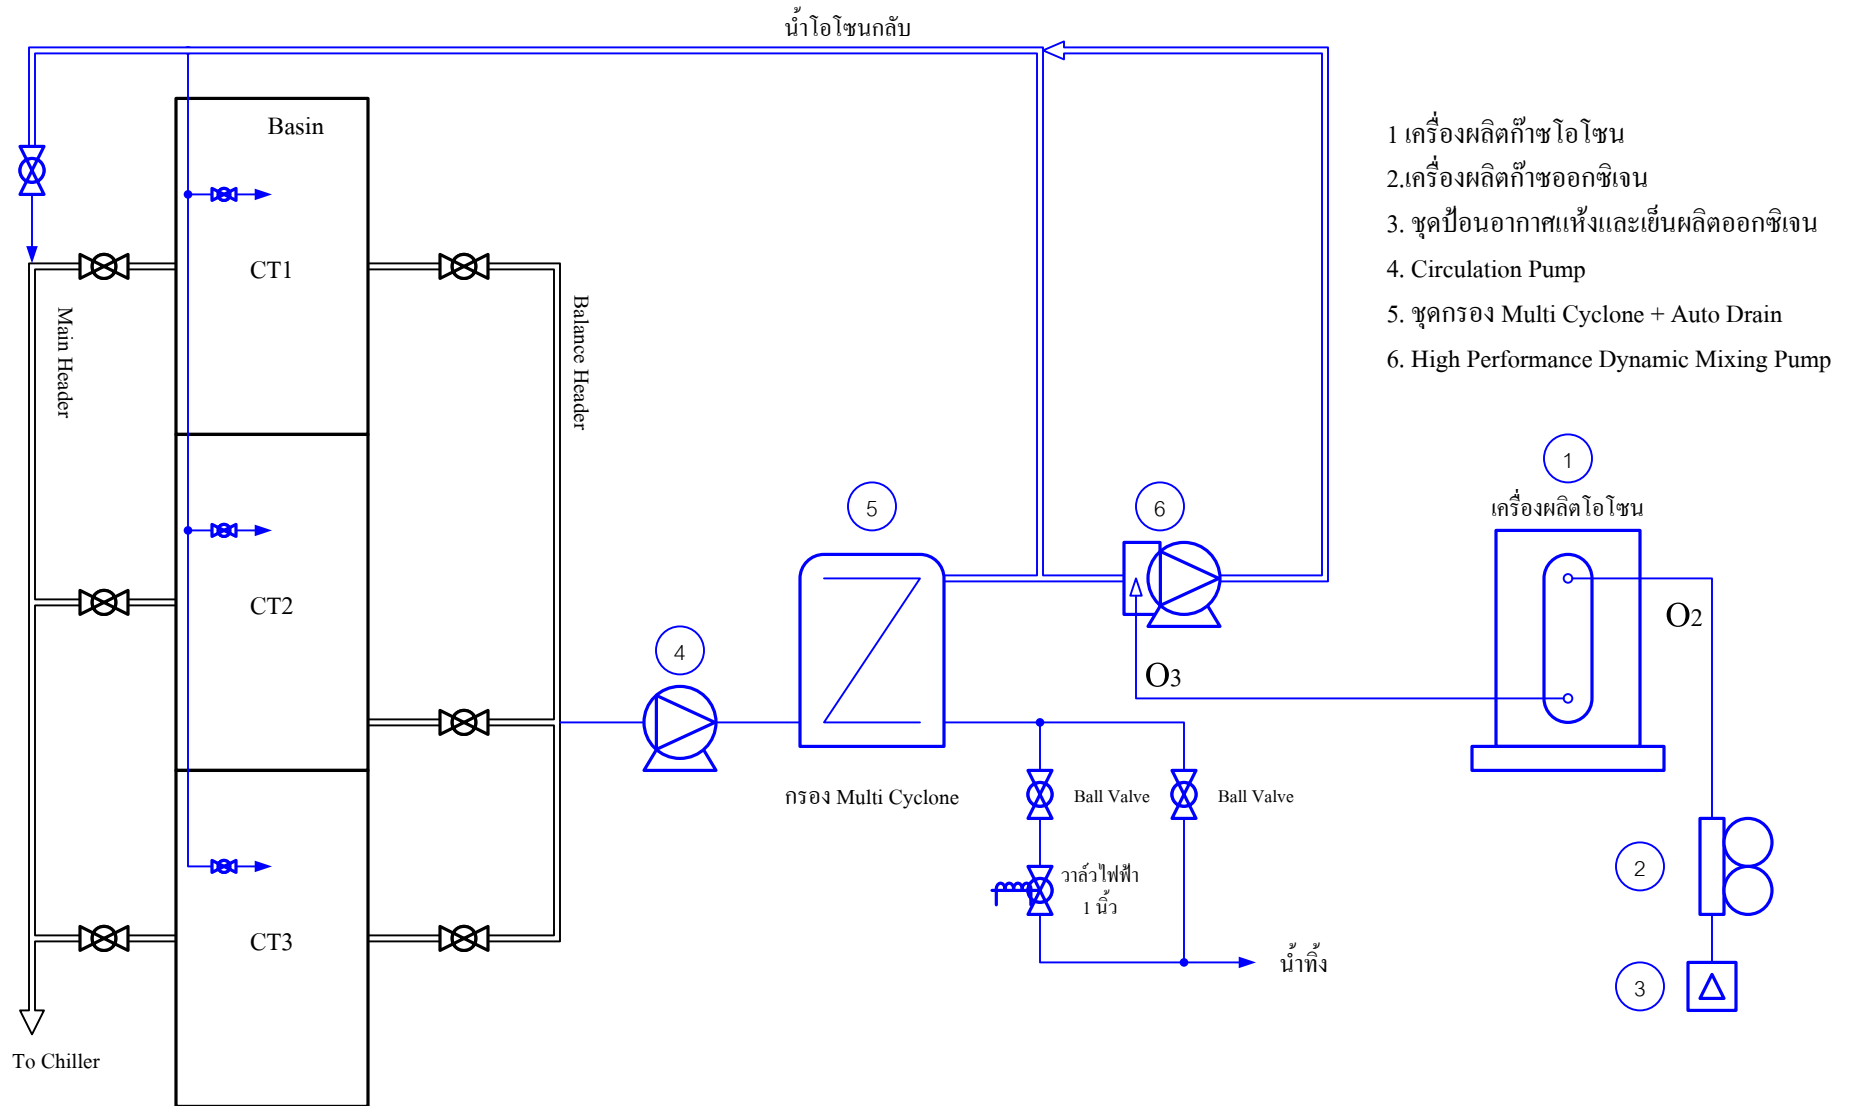 น้ำโอโซนกลับ
Basin
1 เครื่องผลิตก๊าซโอโซน
2.เครื่องผลิตก๊าซออกซิเจน
3. ชุดป้อนอากาศแห้งและเย็นผลิตออกซิเจน
4. Circulation Pump
5. ชุดกรอง Multi Cyclone + Auto Drain
6. High Performance Dynamic Mixing Pump
CT1
Main Header
Balance Header
1
เครื่องผลิตโอโซน
5
6
CT2
O2
4
O3
กรอง Multi Cyclone
Ball Valve
Ball Valve
วาล์วไฟฟ้า
1 นิ้ว
2
CT3
น้ำทิ้ง
3
To Chiller